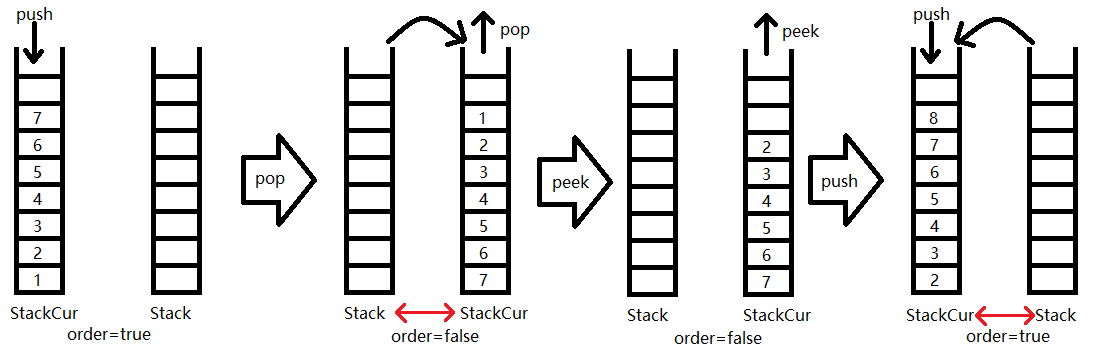 push
7
6
5
4
3
2
1
StackCur
Stack
order=true
pop
pop
1
2
3
4
5
6
7
Stack
StackCur
order=false
peek
peek
2
3
4
5
6
7
Stack
StackCur
order=false
push
push
8
7
6
5
4
3
2
StackCur
Stack
order=true